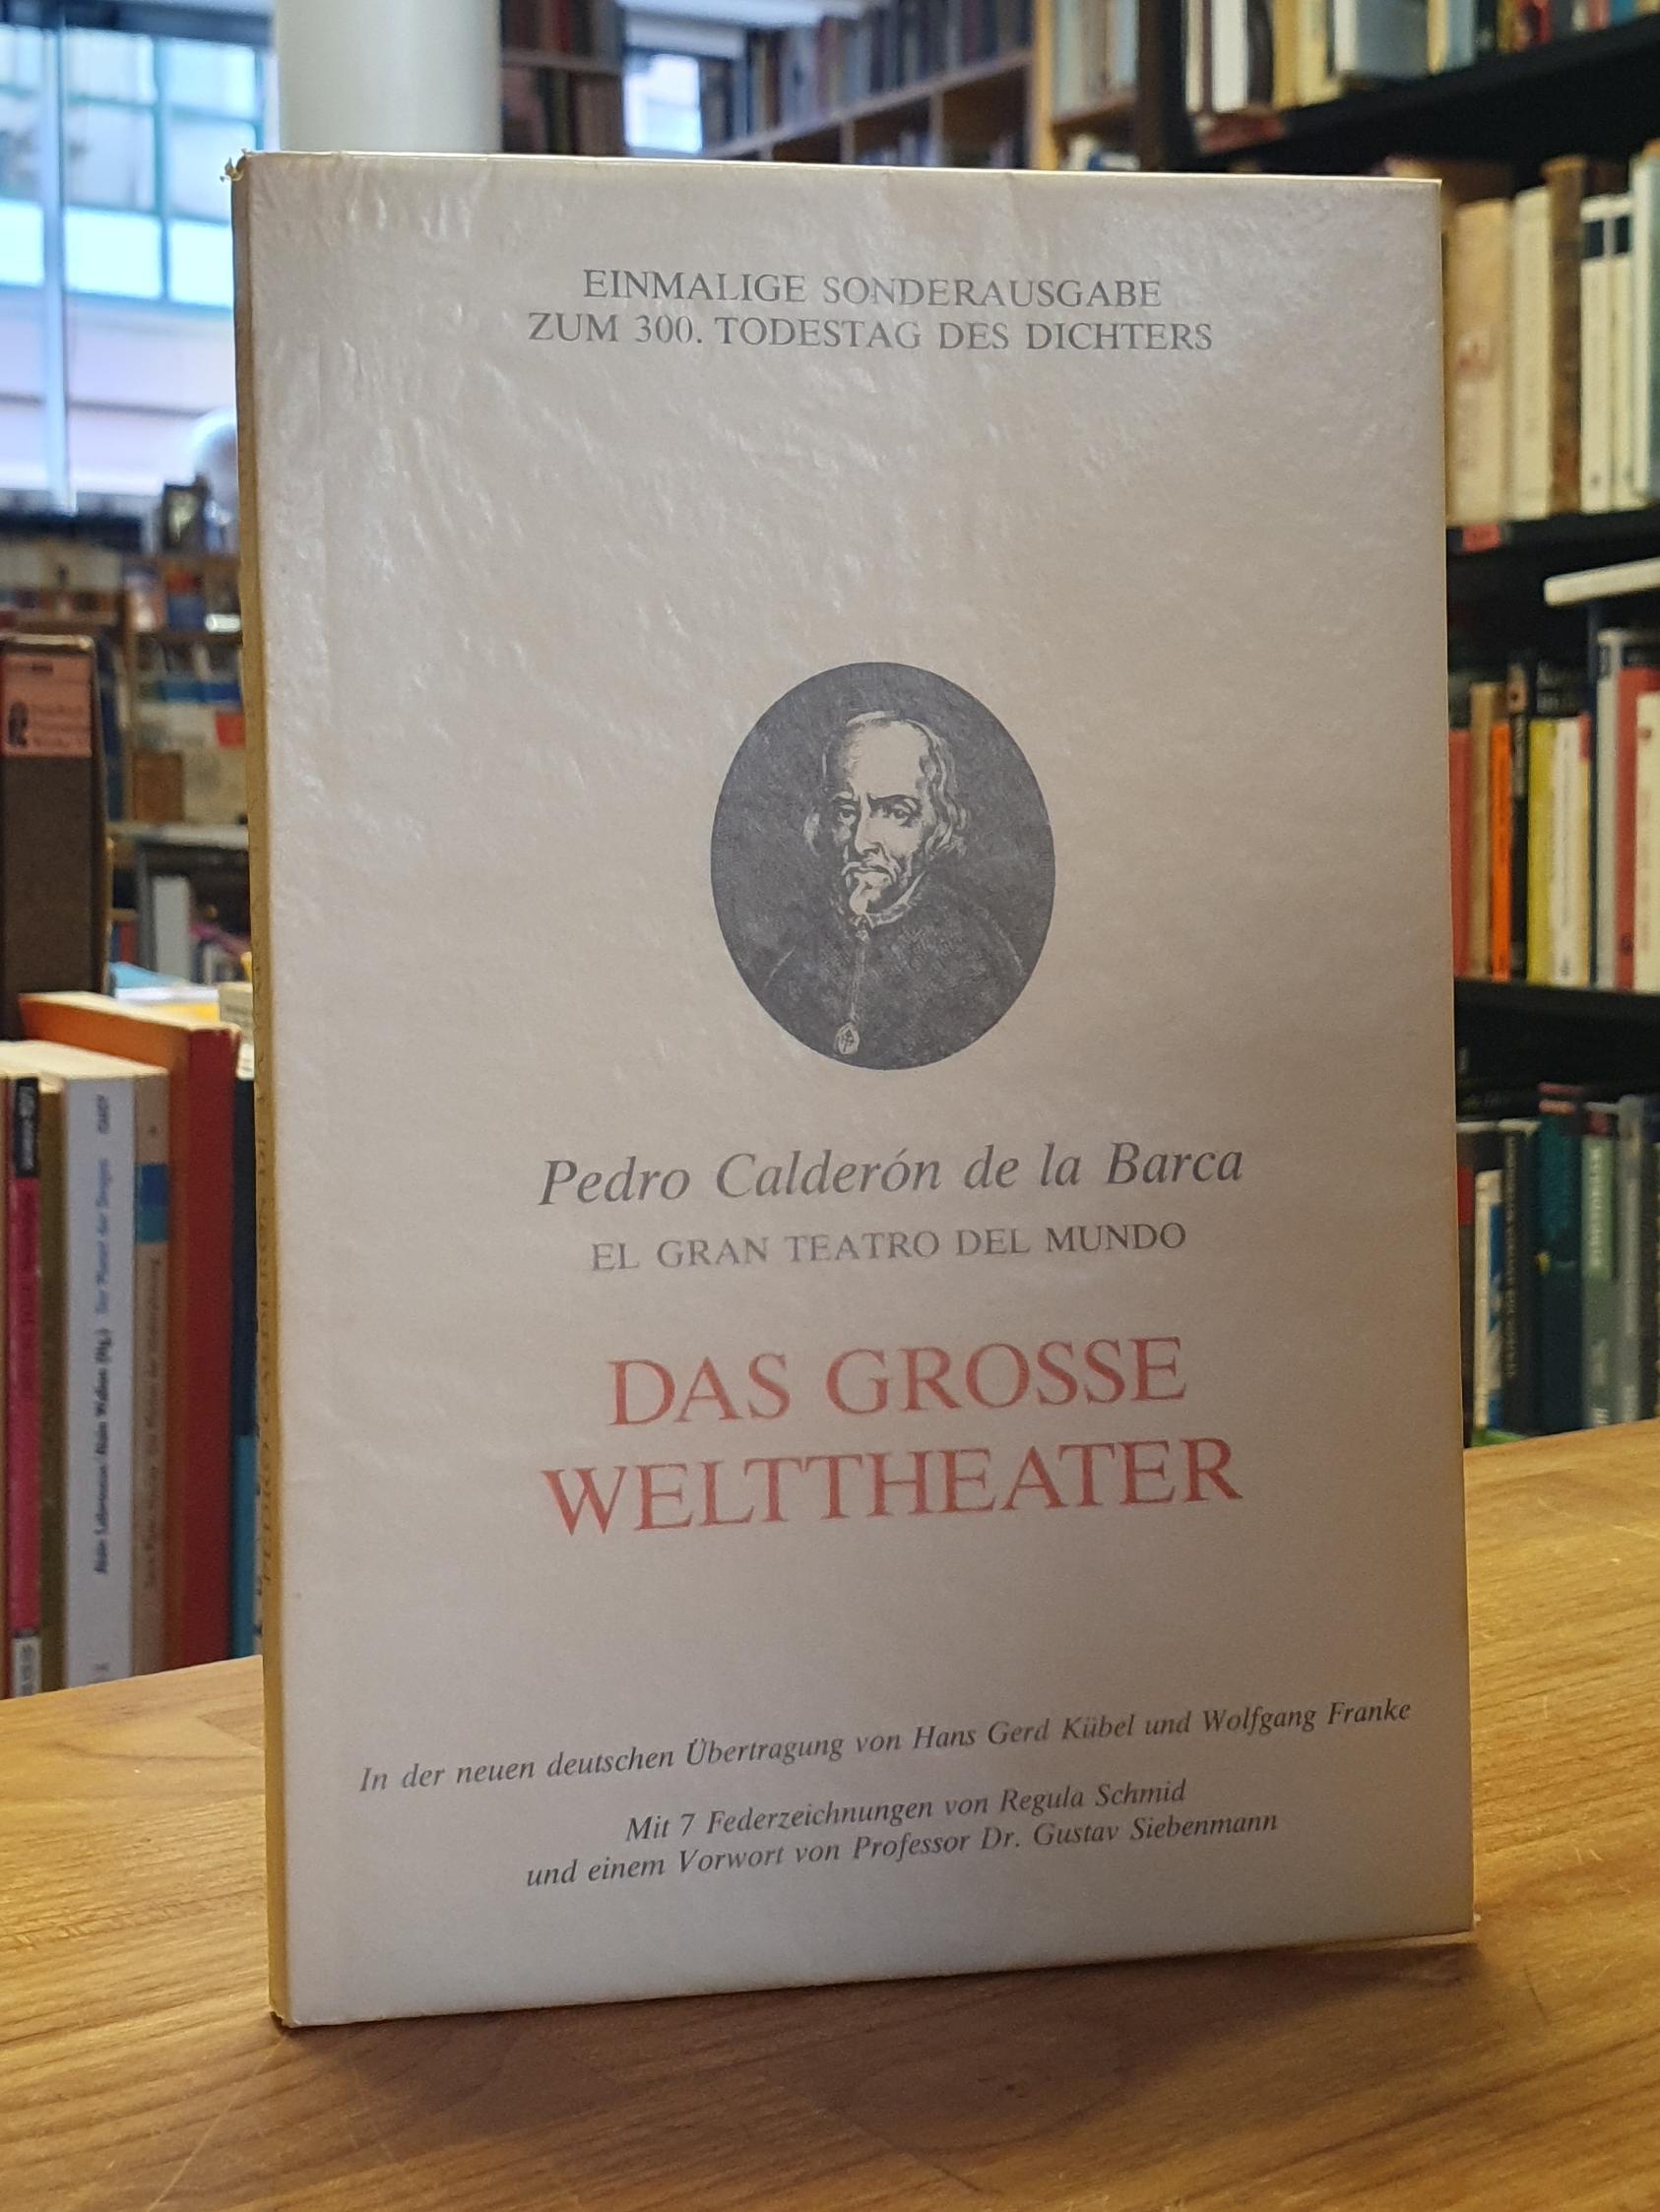 EINMALIGE SONDERAUSGABE
ZUM 300. TODESTAG DES DICHTERS
Pedro Calderón de la Barca
EL GRAN TEATRO DEL MUNDO
DAS GROSSE
WELTTHEATER
In der neuen deutschen Übertragung von Hans Gerd Kübel und Wolfgang Franke
Mit 7 Federzeichnungen von Regula Schmid
und einem Vorwort von Professor Dr. Gustav Siebenmann